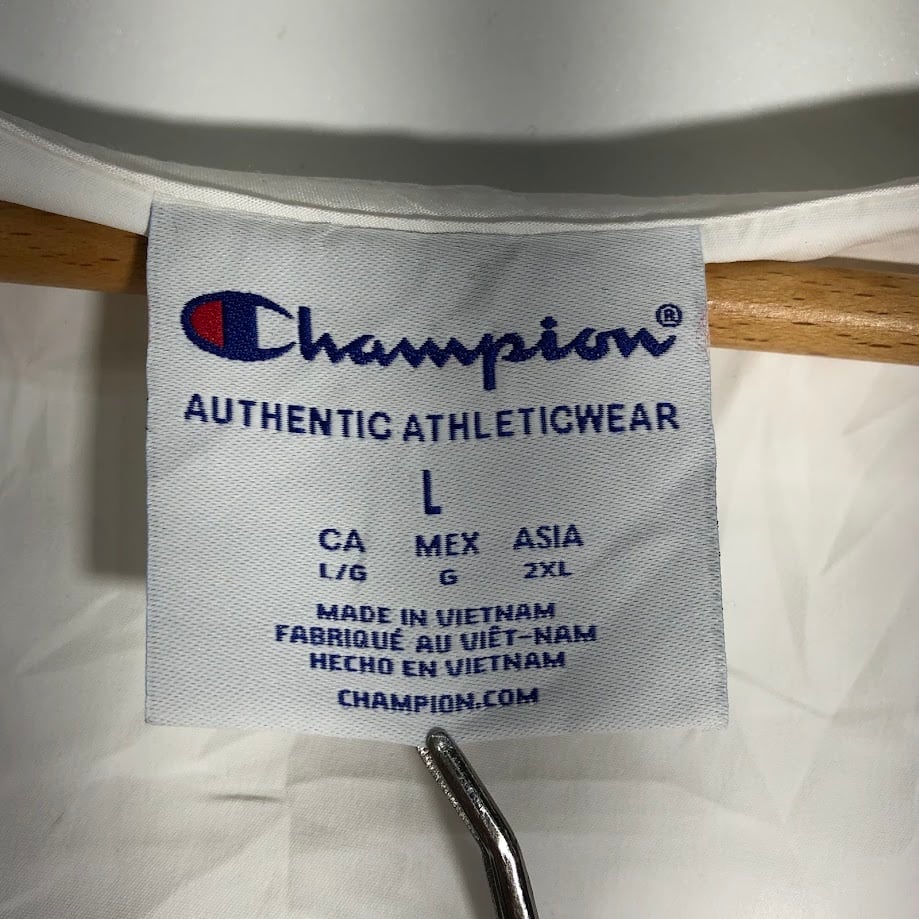 Champion®
AUTHENTIC ATHLETICWEAR
L
CA MEX ASIA
L/G G 2XL
MADE IN VIETNAM
FABRIQUÉ AU VIÊT-NAM
HECHO EN VIETNAM
CHAMPION.COM